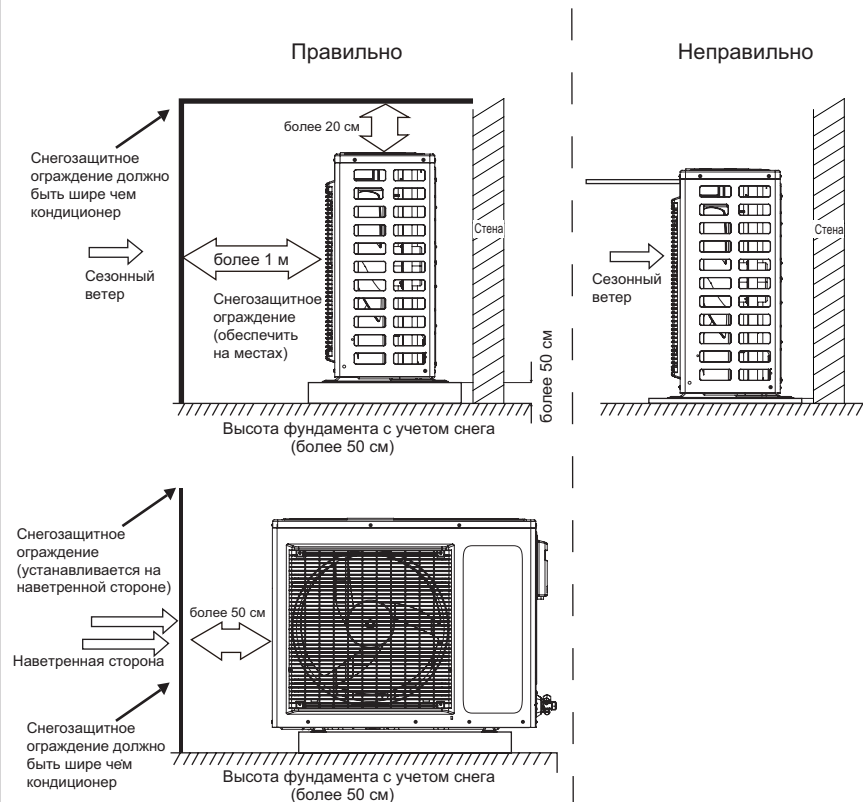 Правильно
Неправильно
более 20 см
Снегозащитное
ограждение должно
быть шире чем
кондиционер
Стена
Стена
более 1 м
Сезонный
ветер
Снегозащитное
ограждение
(обеспечить
на местах)
Сезонный
ветер
более 50 см
Высота фундамента с учетом снега
(более 50 см)
Снегозащитное
ограждение
(устанавливается на
наветренной стороне)
более 50 см
Наветренная сторона
Снегозащитное
ограждение должно
быть шире чем
кондиционер
Высота фундамента с учетом снега
(более 50 см)